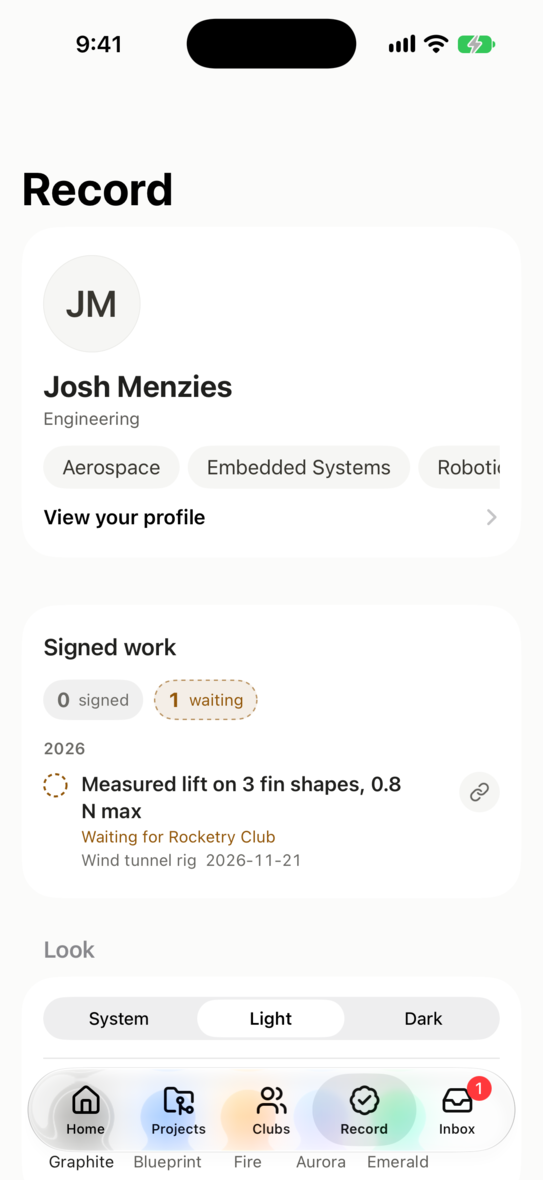 9:41
Record
JM
Josh Menzies
Engineering
Aerospace
Embedded Systems
View your profile
Signed work
0 signed
1 waiting
2026
Measured lift on 3 fin shapes, 0.8
N max
Waiting for Rocketry Club
Wind tunnel rig 2026-11-21
Look
System
Light
Dark
Home
Projects
Clubs
Record
Inbox
1
Graphite
Blueprint
Fire
Aurora
Emerald